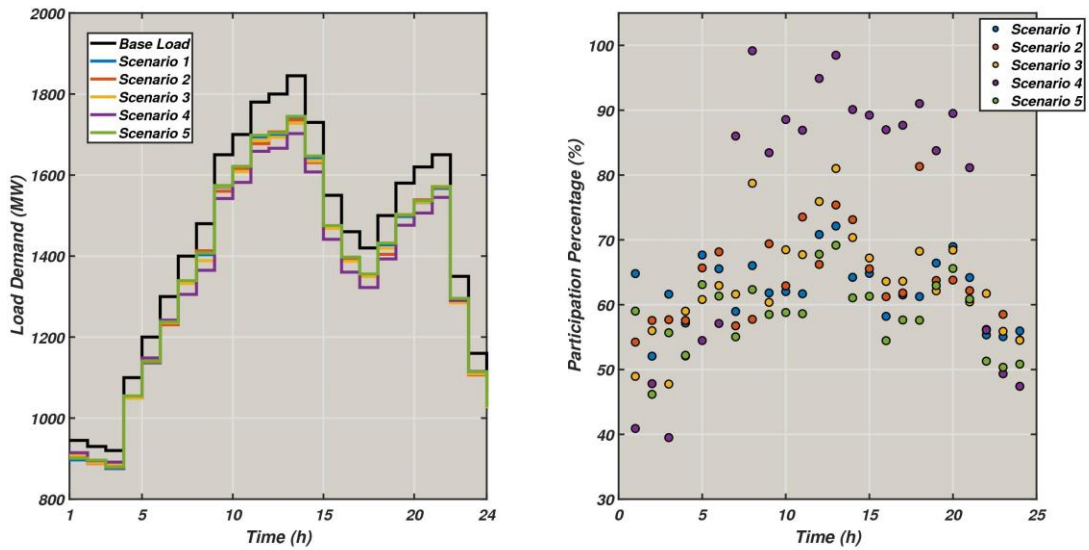 2000
1800
1600
1400
1200
1000
800
1
5
10
15
20
24
Load Demand (MW)
Time (h)
Base Load
Scenario 1
Scenario 2
Scenario 3
Scenario 4
Scenario 5
100
90
80
70
60
50
40
30
0
5
10
15
20
25
Participation Percentage (%)
Time (h)
Scenario 1
Scenario 2
Scenario 3
Scenario 4
Scenario 5